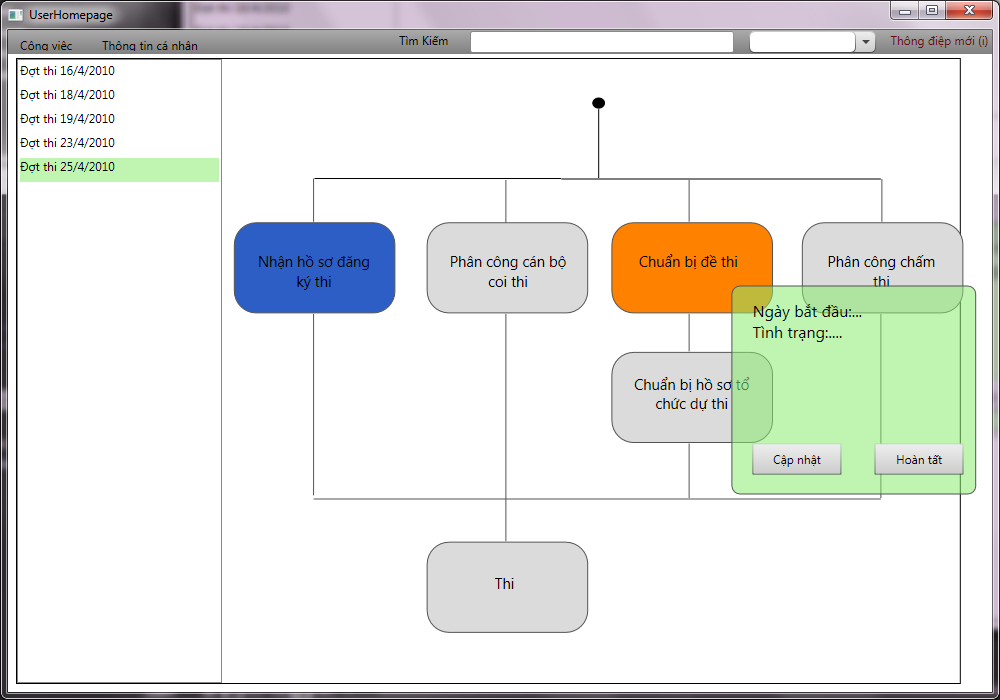 UserHomepage
Công việc Thông tin cá nhân Tìm Kiếm Thông điệp mới (i)
Đợt thi 16/4/2010
Đợt thi 18/4/2010
Đợt thi 19/4/2010
Đợt thi 23/4/2010
Đợt thi 25/4/2010
Nhận hồ sơ đăng
ký thi
Phân công cán bộ
coi thi
Chuẩn bị đề thi
Phân công chấm
thi
Ngày bắt đầu:...
Tình trạng:....
Chuẩn bị hồ sơ tổ
chức dự thi
Cập nhật
Hoàn tất
Thi